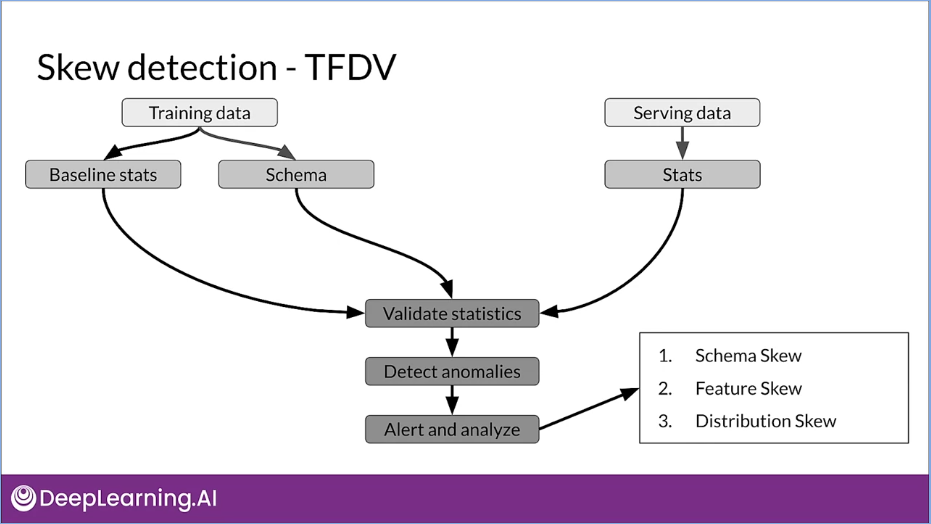 Skew detection - TFDV
Training data
Serving data
Baseline stats
Schema
Stats
Validate statistics
Detect anomalies
Alert and analyze
1. Schema Skew
2. Feature Skew
3. Distribution Skew
DeepLearning.AI